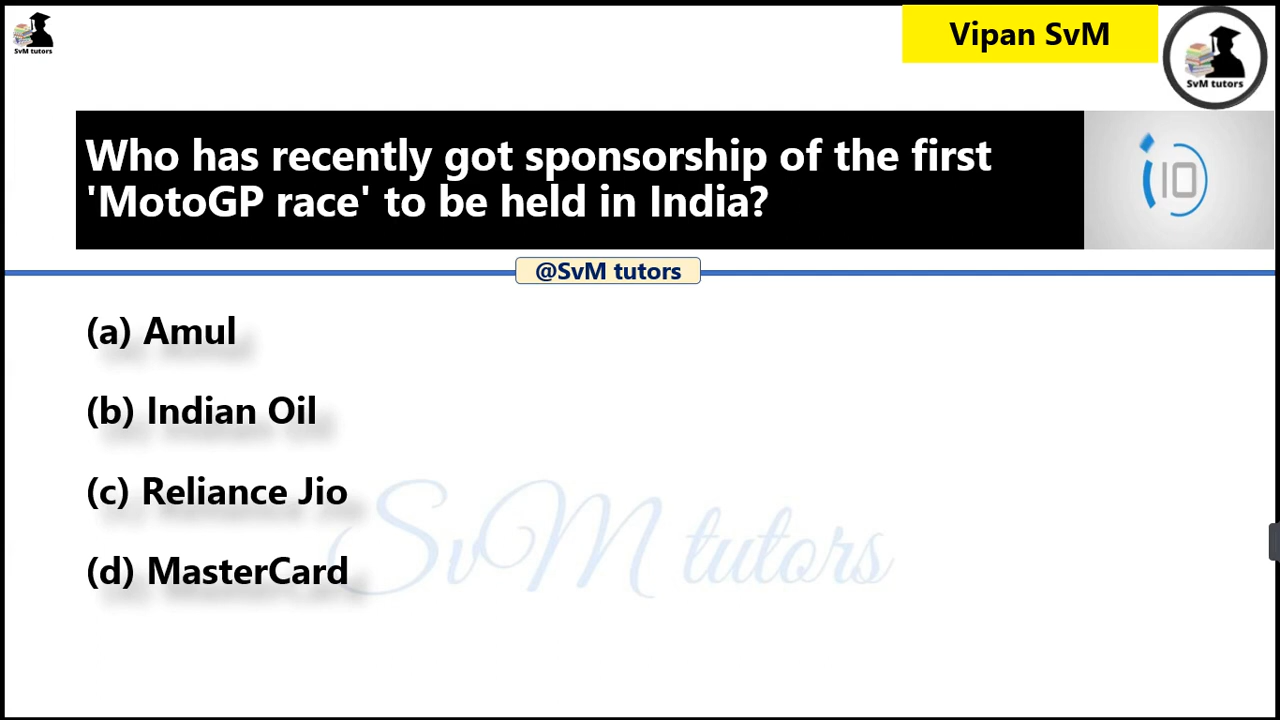 Vipan SvM
SvM tutors
SvM tutors
Who has recently got sponsorship of the first
'MotoGP race' to be held in India?
10
@SvM tutors
(a) Amul
(b) Indian Oil
(c) Reliance Jio
(d) MasterCard
SvM tutors